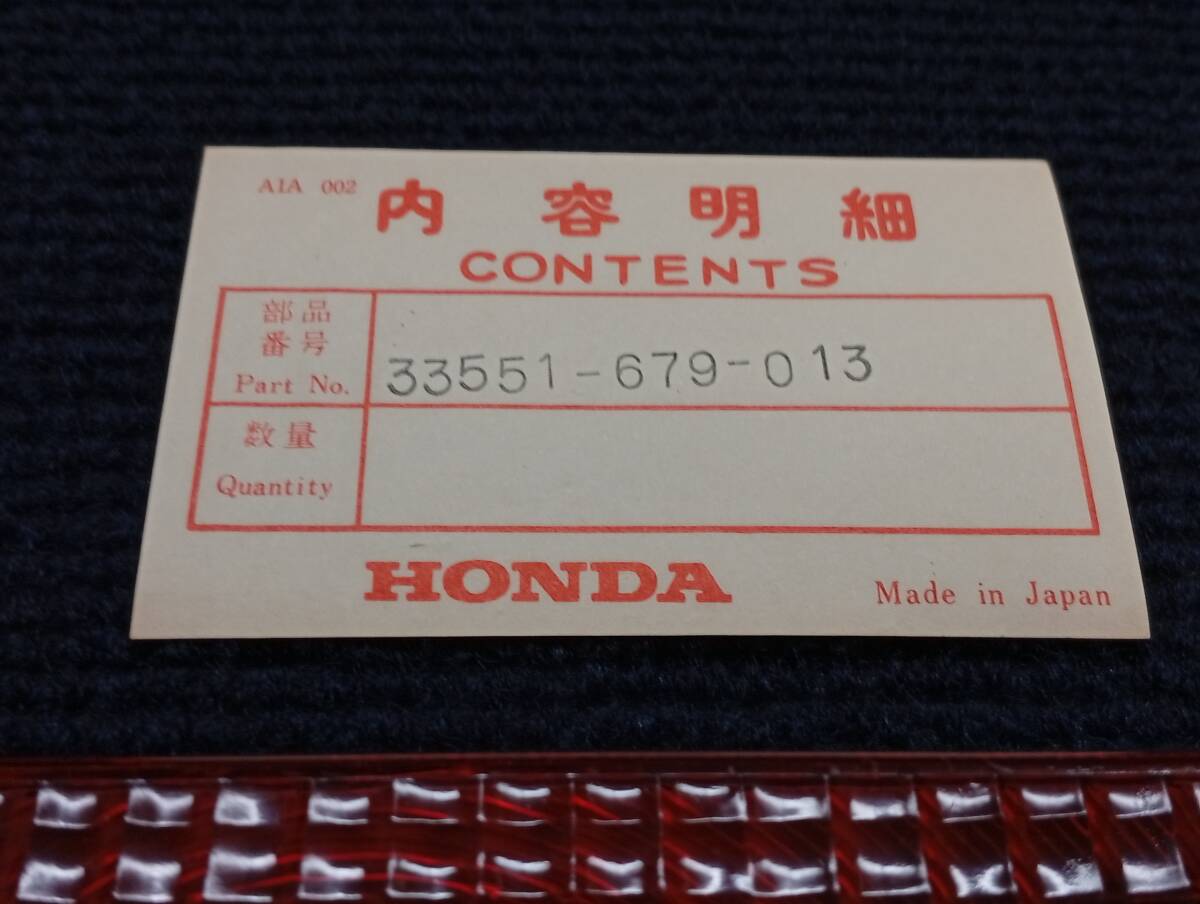 A1A 002
内容明細
CONTENTS
部品
番号
Part No.
33551-679-013
数量
Quantity
HONDA
Made in Japan